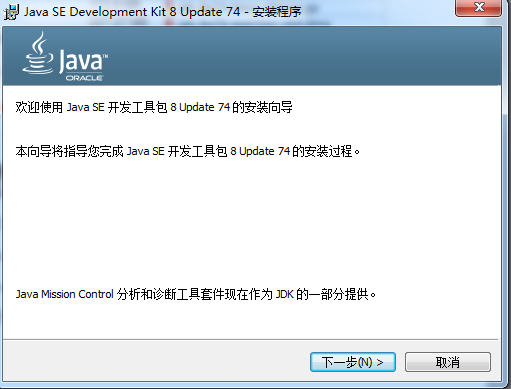 Java SE Development Kit 8 Update 74 - 安装程序
Java™
ORACLE
欢迎使用 Java SE 开发工具包 8 Update 74 的安装向导
本向导将指导您完成 Java SE 开发工具包 8 Update 74 的安装过程。
Java Mission Control 分析和诊断工具套件现在作为 JDK 的一部分提供。
下一步(N) >
取消